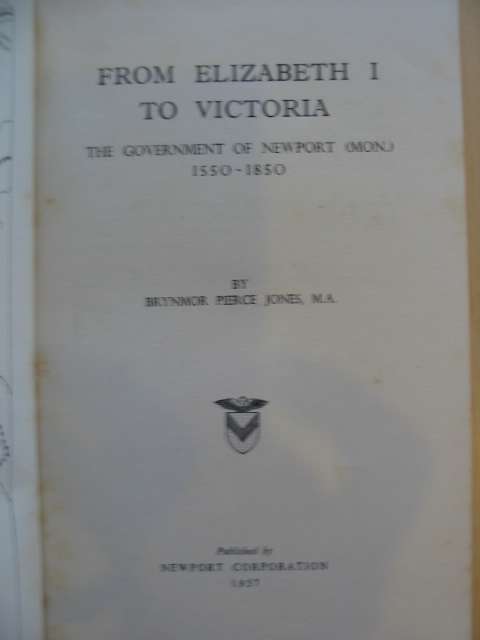 FROM ELIZABETH I
TO VICTORIA
THE GOVERNMENT OF NEWPORT (MON.)
1550-1850
BY
BRYNMOR PIERCE JONES, M.A.
Published by
NEWPORT CORPORATION
1957